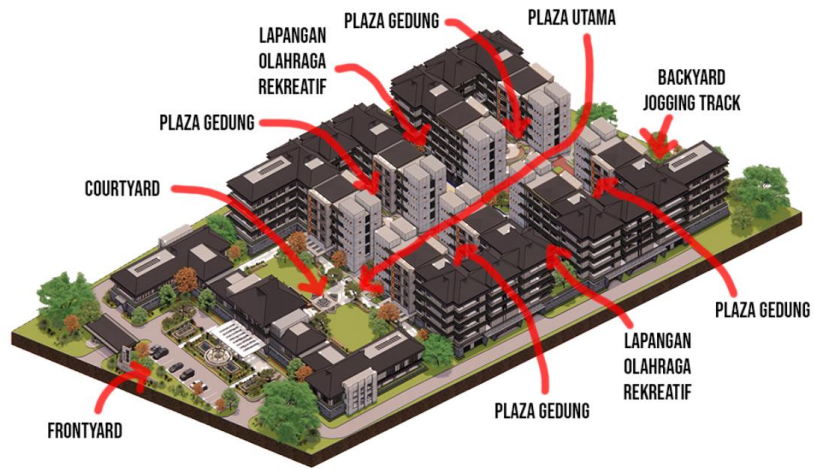 PLAZA GEDUNG
PLAZA UTAMA
LAPANGAN
OLAHRAGA
REKREATIF
BACKYARD
JOGGING TRACK
PLAZA GEDUNG
COURTYARD
PLAZA GEDUNG
LAPANGAN
OLAHRAGA
REKREATIF
PLAZA GEDUNG
FRONTYARD